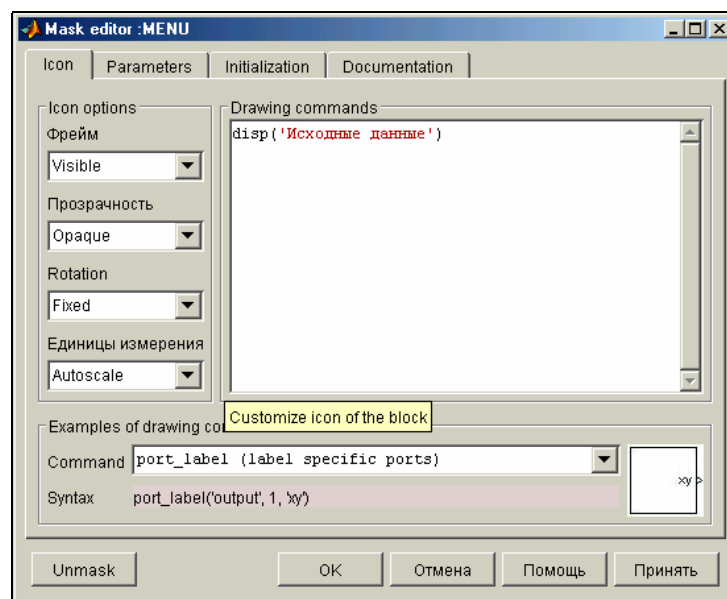 Mask editor :MENU
Icon Parameters Initialization Documentation
Icon options
Фрейм
Visible
Прозрачность
Opaque
Rotation
Fixed
Единицы измерения
Autoscale
Drawing commands
disp('Исходные данные')
Customize icon of the block
Examples of drawing co
Command port_label (label specific ports)
Syntax port_label('output', 1, 'xy')
xy
Unmask OK Отмена Помощь Принять